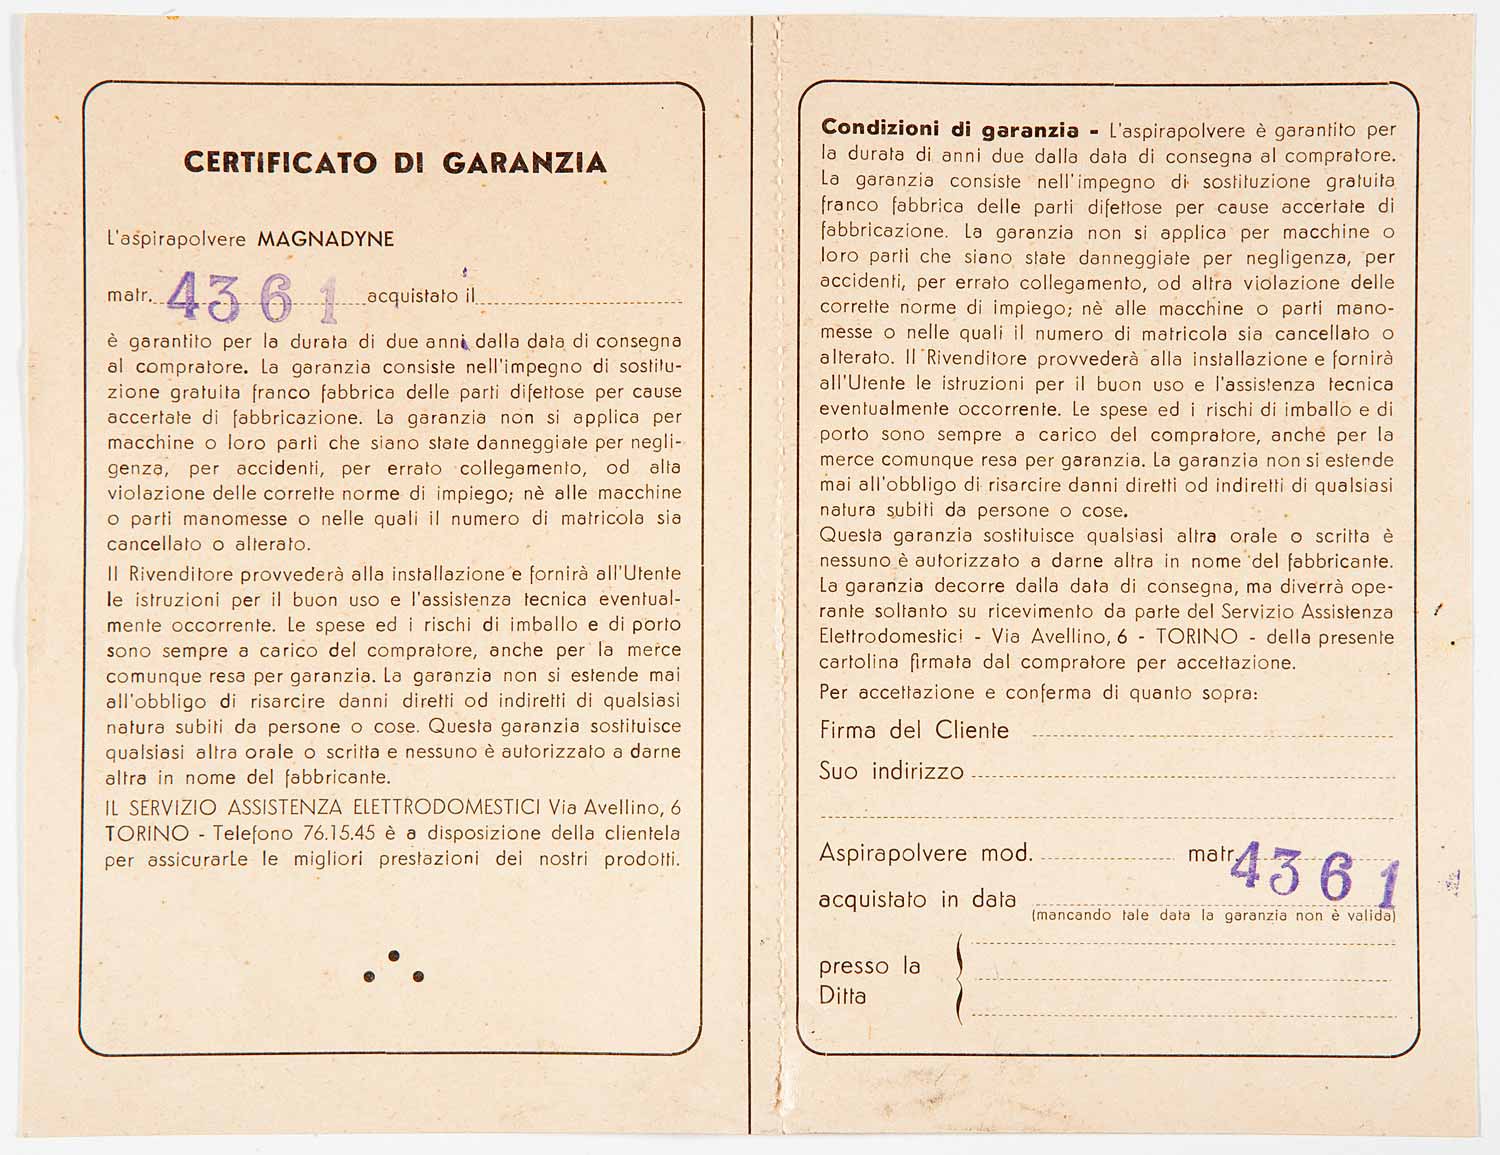 CERTIFICATO DI GARANZIA
L'aspirapolvere MAGNADYNE
matr. 4361 acquistato il
è garantito per la durata di due anni dalla data di consegna
al compratore. La garanzia consiste nell'impegno di sostitu-
zione gratuita franco fabbrica delle parti difettose per cause
accertate di fabbricazione. La garanzia non si applica per
macchine o loro parti che siano state danneggiate per negli-
genza, per accidenti, per errato collegamento, od alta
violazione delle corrette norme di impiego; nè alle macchine
o parti manomesse o nelle quali il numero di matricola sia
cancellato o alterato.
Il Rivenditore provvederà alla installazione e fornirà all'Utente
le istruzioni per il buon uso e l'assistenza tecnica eventual-
mente occorrente. Le spese ed i rischi di imballo e di porto
sono sempre a carico del compratore, anche per la merce
comunque resa per garanzia. La garanzia non si estende mai
all'obbligo di risarcire danni diretti od indiretti di qualsiasi
natura subiti da persone o cose. Questa garanzia sostituisce
qualsiasi altra orale o scritta e nessuno è autorizzato a darne
altra in nome del fabbricante.
IL SERVIZIO ASSISTENZA ELETTRODOMESTICI Via Avellino, 6
TORINO - Telefono 76.15.45 è a disposizione della clientela
per assicurarLe le migliori prestazioni dei nostri prodotti.
Condizioni di garanzia - L'aspirapolvere è garantito per
la durata di anni due dalla data di consegna al compratore.
La garanzia consiste nell'impegno di sostituzione gratuita
franco fabbrica delle parti difettose per cause accertate di
fabbricazione. La garanzia non si applica per macchine o
loro parti che siano state danneggiate per negligenza, per
accidenti, per errato collegamento, od altra violazione delle
corrette norme di impiego; nè alle macchine o parti mano-
messe o nelle quali il numero di matricola sia cancellato o
alterato. Il Rivenditore provvederà alla installazione e fornirà
all'Utente le istruzioni per il buon uso e l'assistenza tecnica
eventualmente occorrente. Le spese ed i rischi di imballo e di
porto sono sempre a carico del compratore, anche per la
merce comunque resa per garanzia. La garanzia non si estende
mai all'obbligo di risarcire danni diretti od indiretti di qualsiasi
natura subiti da persone o cose.
Questa garanzia sostituisce qualsiasi altra orale o scritta è
nessuno è autorizzato a darne altra in nome del fabbricante.
La garanzia decorre dalla data di consegna, ma diverrà ope-
rante soltanto su ricevimento da parte del Servizio Assistenza
Elettrodomestici - Via Avellino, 6 - TORINO - della presente
cartolina firmata dal compratore per accettazione.
Per accettazione e conferma di quanto sopra:
Firma del Cliente
Suo indirizzo
Aspirapolvere mod. matr. 4361
acquistato in data
(mancando tale data la garanzia non è valida)
presso la
Ditta